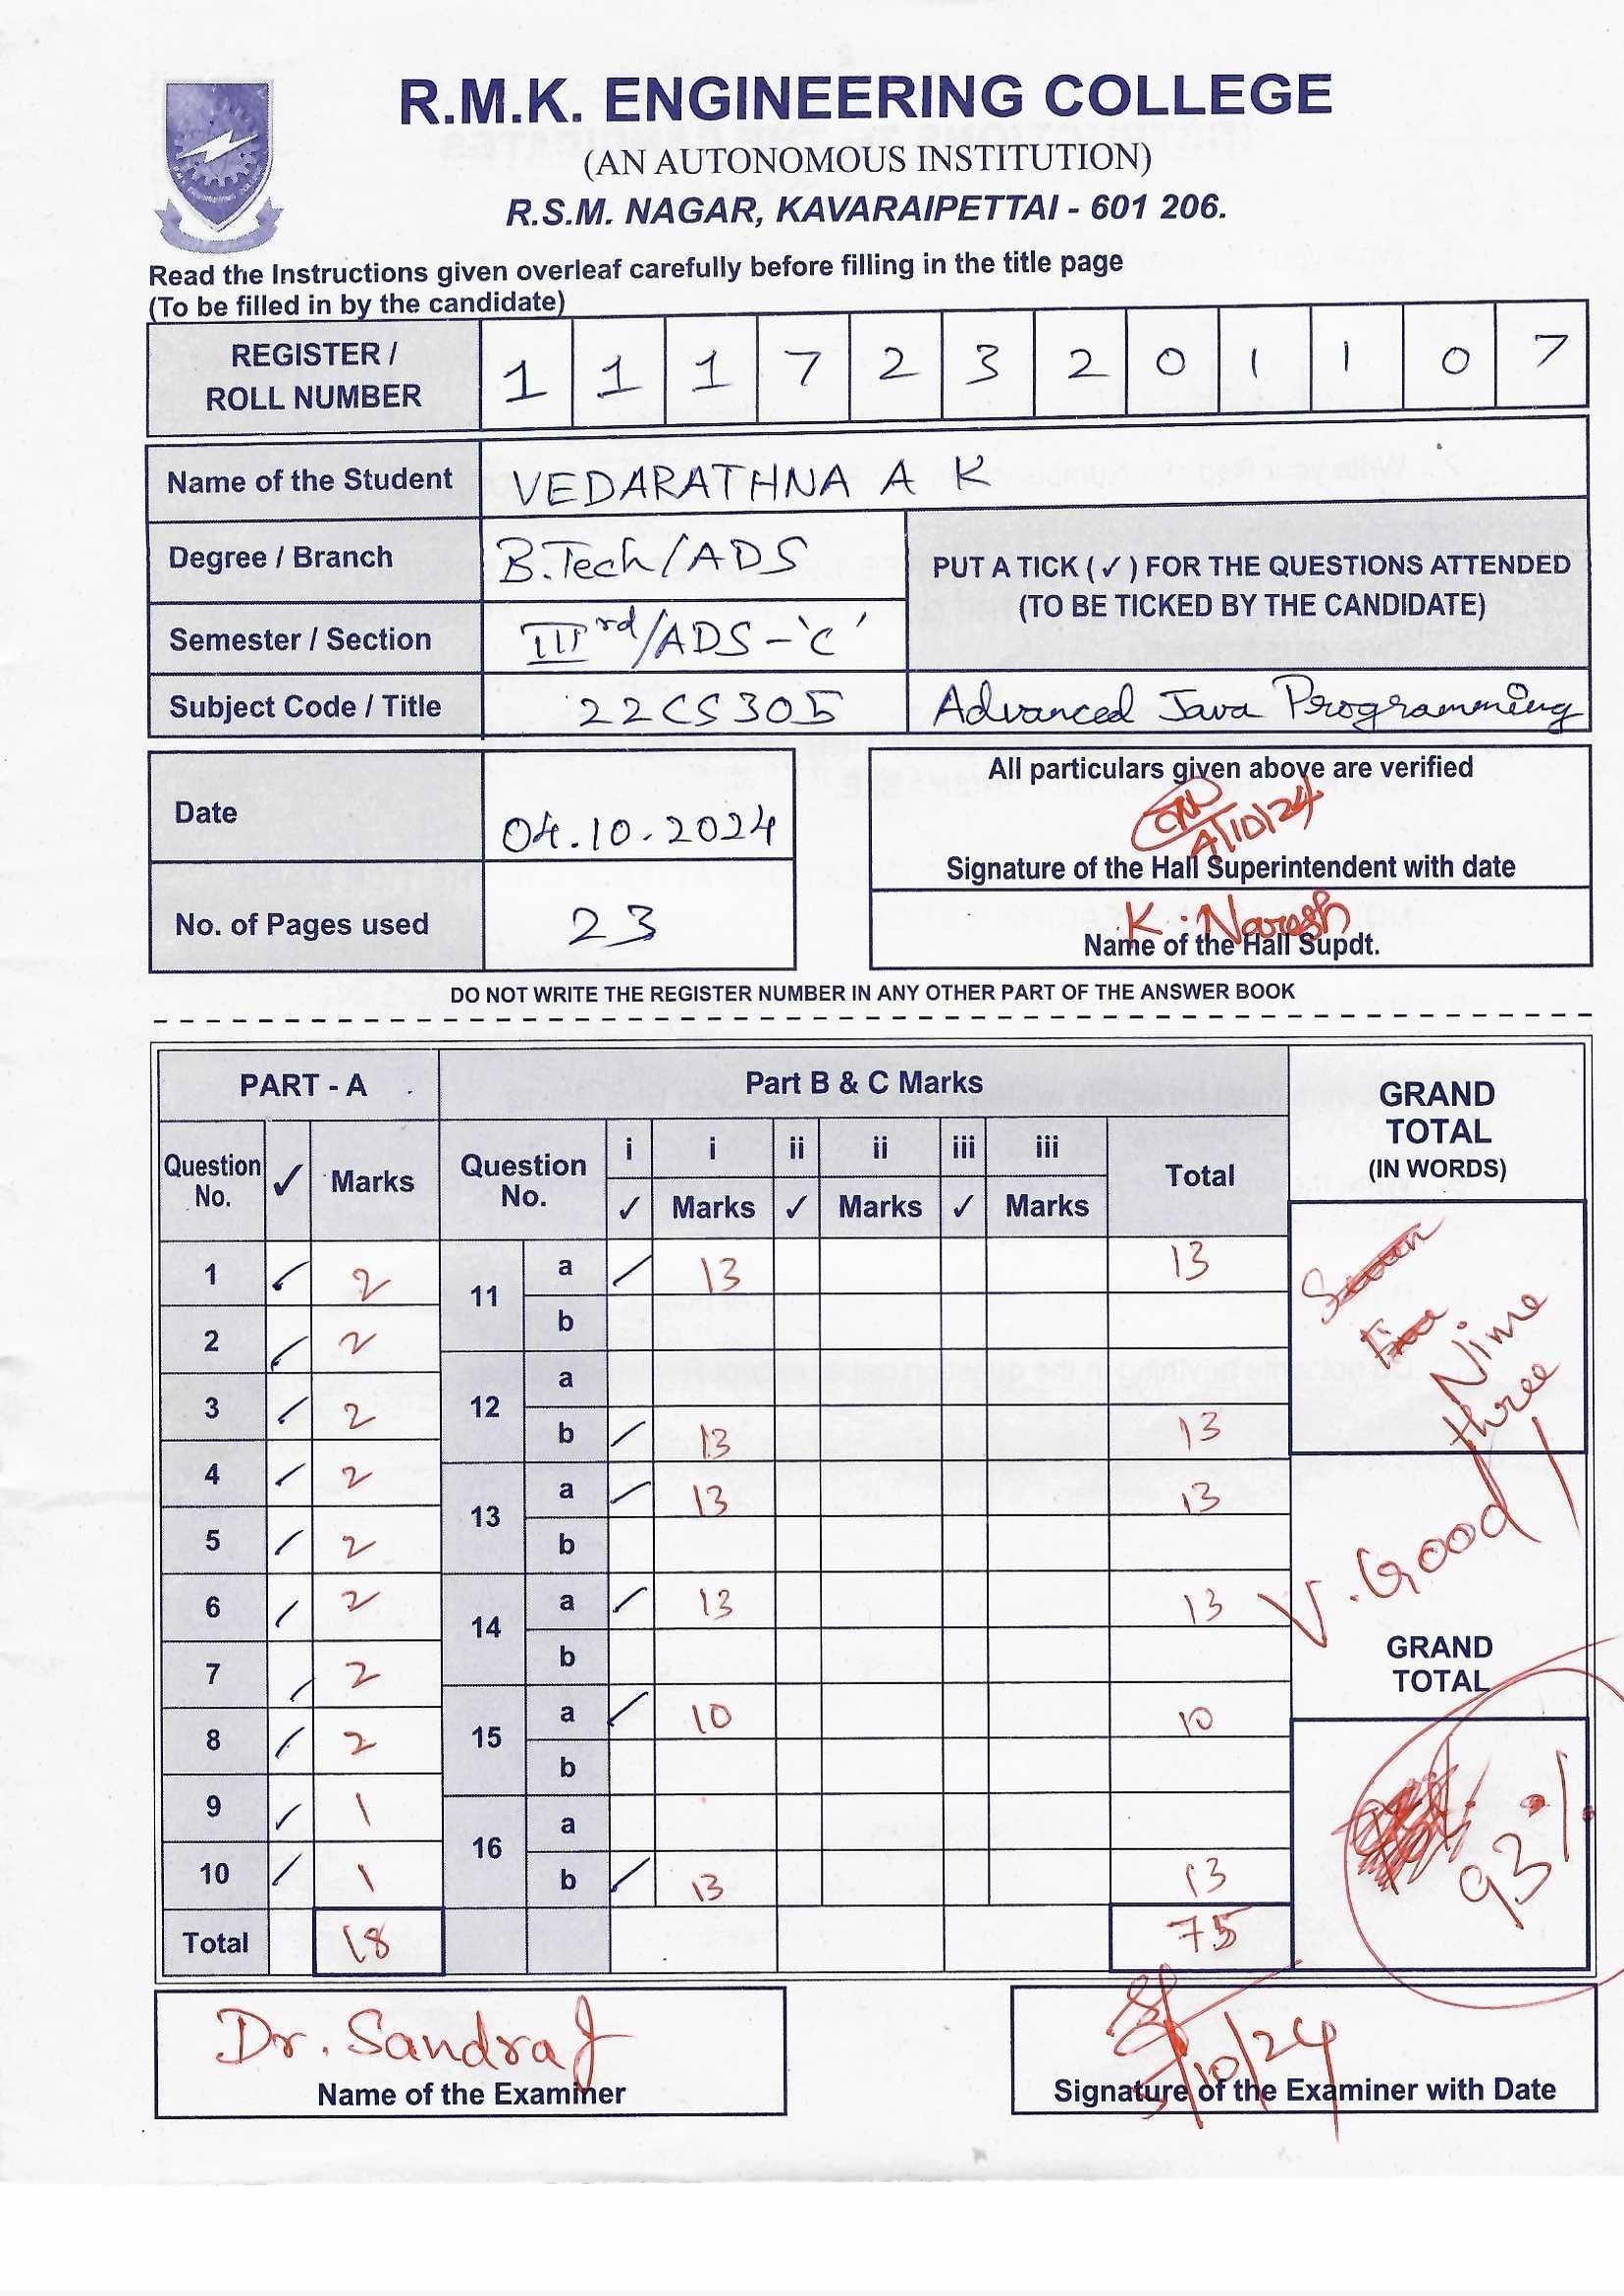 R.M.K. ENGINEERING COLLEGE
(AN AUTONOMOUS INSTITUTION)
R.S.M. NAGAR, KAVARAIPETTAI - 601 206.
Read the Instructions given overleaf carefully before filling in the title page
(To be filled in by the candidate)
REGISTER / ROLL NUMBER 1 1 1 7 2 3 2 0 1 1 0 7
Name of the Student VEDARATHNA A K
Degree / Branch B.Tech/ADS
PUT A TICK (✓) FOR THE QUESTIONS ATTENDED
(TO BE TICKED BY THE CANDIDATE)
Semester / Section IIIrd/ADS-'C'
Subject Code / Title 22CS305 Advanced Java Programming
Date 04.10.2024
All particulars given above are verified
4/10/24
Signature of the Hall Superintendent with date
No. of Pages used 23
K. Naresh
Name of the Hall Supdt.
DO NOT WRITE THE REGISTER NUMBER IN ANY OTHER PART OF THE ANSWER BOOK
PART - A Part B & C Marks GRAND TOTAL (IN WORDS)
Question No. ✓ Marks Question No. i ✓ i Marks ii ✓ ii Marks iii ✓ iii Marks Total
1 ✓ 2 11 a ✓ 13 13
2 ✓ 2 b
3 ✓ 2 12 a
b ✓ 13 13
4 ✓ 2 13 a ✓ 13 13
5 ✓ 2 b
6 ✓ 2 14 a ✓ 13 13
7 ✓ 2 b
8 ✓ 2 15 a ✓ 10 10
b
9 ✓ 1 16 a
10 ✓ 1 b ✓ 13 13
Total 18 75
Nine
three
V. Good
GRAND TOTAL
93%
Dr. Sandra J
Name of the Examiner
/10/24
Signature of the Examiner with Date